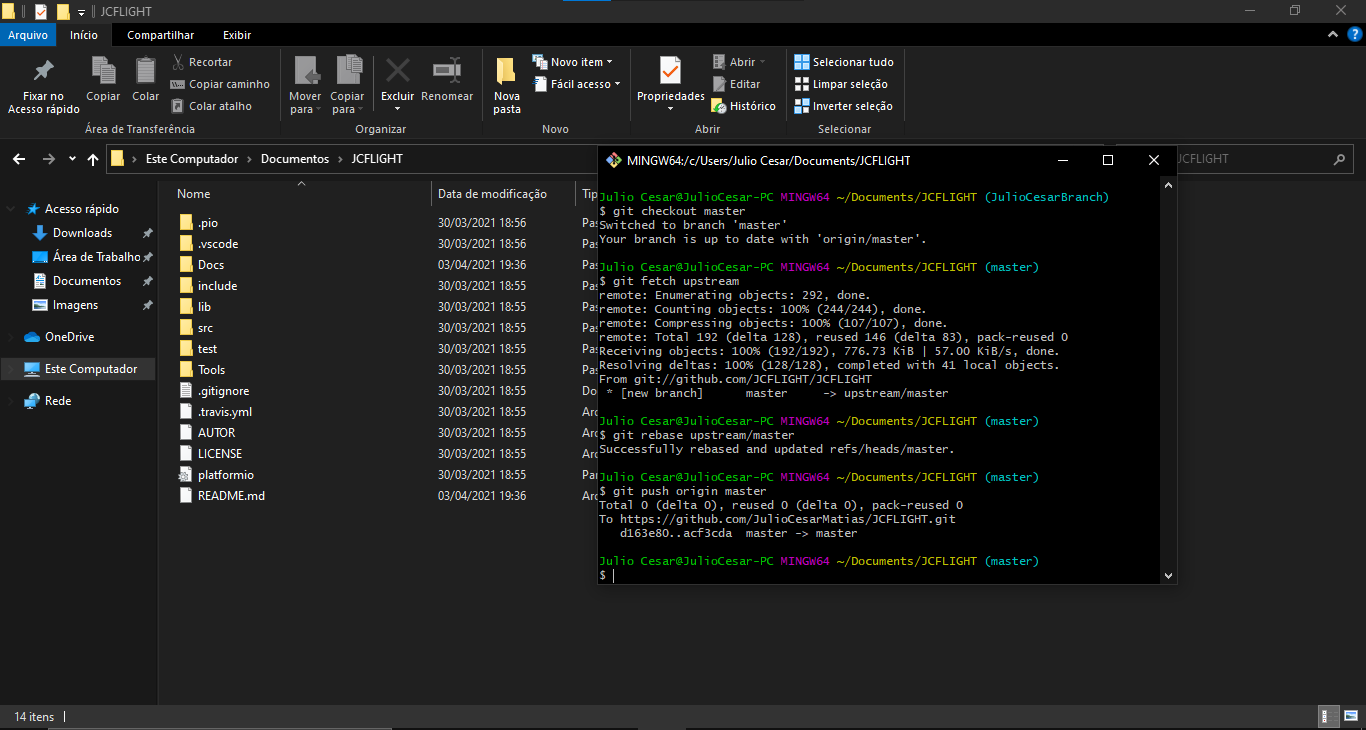 JCFLIGHT
Arquivo Início Compartilhar Exibir
Fixar no
Acesso rápido
Copiar
Colar
Recortar
Copiar caminho
Colar atalho
Área de Transferência
Mover
para
Copiar
para
Excluir
Renomear
Organizar
Nova
pasta
Novo item
Fácil acesso
Novo
Propriedades
Abrir
Editar
Histórico
Abrir
Selecionar tudo
Limpar seleção
Inverter seleção
Selecionar
Este Computador > Documentos > JCFLIGHT
JCFLIGHT
Acesso rápido
Downloads
Área de Trabalho
Documentos
Imagens
OneDrive
Este Computador
Rede
Nome Data de modificação Tip
.pio 30/03/2021 18:56 Pas
.vscode 30/03/2021 18:56 Pas
Docs 03/04/2021 19:36 Pas
include 30/03/2021 18:55 Pas
lib 30/03/2021 18:55 Pas
src 30/03/2021 18:55 Pas
test 30/03/2021 18:55 Pas
Tools 30/03/2021 18:55 Pas
.gitignore 30/03/2021 18:55 Do
.travis.yml 30/03/2021 18:55 Arq
AUTOR 30/03/2021 18:55 Arq
LICENSE 30/03/2021 18:55 Arq
platformio 30/03/2021 18:55 Par
README.md 03/04/2021 19:36 Arq
MINGW64:/c/Users/Julio Cesar/Documents/JCFLIGHT
Julio Cesar@JulioCesar-PC MINGW64 ~/Documents/JCFLIGHT (JulioCesarBranch)
$ git checkout master
Switched to branch 'master'
Your branch is up to date with 'origin/master'.
Julio Cesar@JulioCesar-PC MINGW64 ~/Documents/JCFLIGHT (master)
$ git fetch upstream
remote: Enumerating objects: 292, done.
remote: Counting objects: 100% (244/244), done.
remote: Compressing objects: 100% (107/107), done.
remote: Total 192 (delta 128), reused 146 (delta 83), pack-reused 0
Receiving objects: 100% (192/192), 776.73 KiB | 57.00 KiB/s, done.
Resolving deltas: 100% (128/128), completed with 41 local objects.
From git://github.com/JCFLIGHT/JCFLIGHT
* [new branch] master -> upstream/master
Julio Cesar@JulioCesar-PC MINGW64 ~/Documents/JCFLIGHT (master)
$ git rebase upstream/master
Successfully rebased and updated refs/heads/master.
Julio Cesar@JulioCesar-PC MINGW64 ~/Documents/JCFLIGHT (master)
$ git push origin master
Total 0 (delta 0), reused 0 (delta 0), pack-reused 0
To https://github.com/JulioCesarMatias/JCFLIGHT.git
d163e80..acf3cda master -> master
Julio Cesar@JulioCesar-PC MINGW64 ~/Documents/JCFLIGHT (master)
$
14 itens